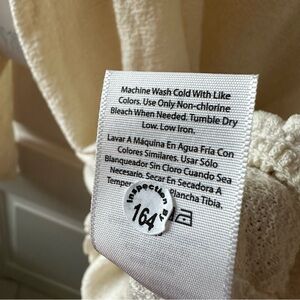 Machine Wash Cold With Like
Colors. Use Only Non-chlorine
Bleach When Needed. Tumble Dry
Low. Low Iron.
Lavar A Máquina En Agua Fría Con
Colores Similares. Usar Sólo
Blanqueador Sin Cloro Cuando Sea
Necesario. Secar En Secadora A
Tempe Plancha Tibia.
Inspection
164